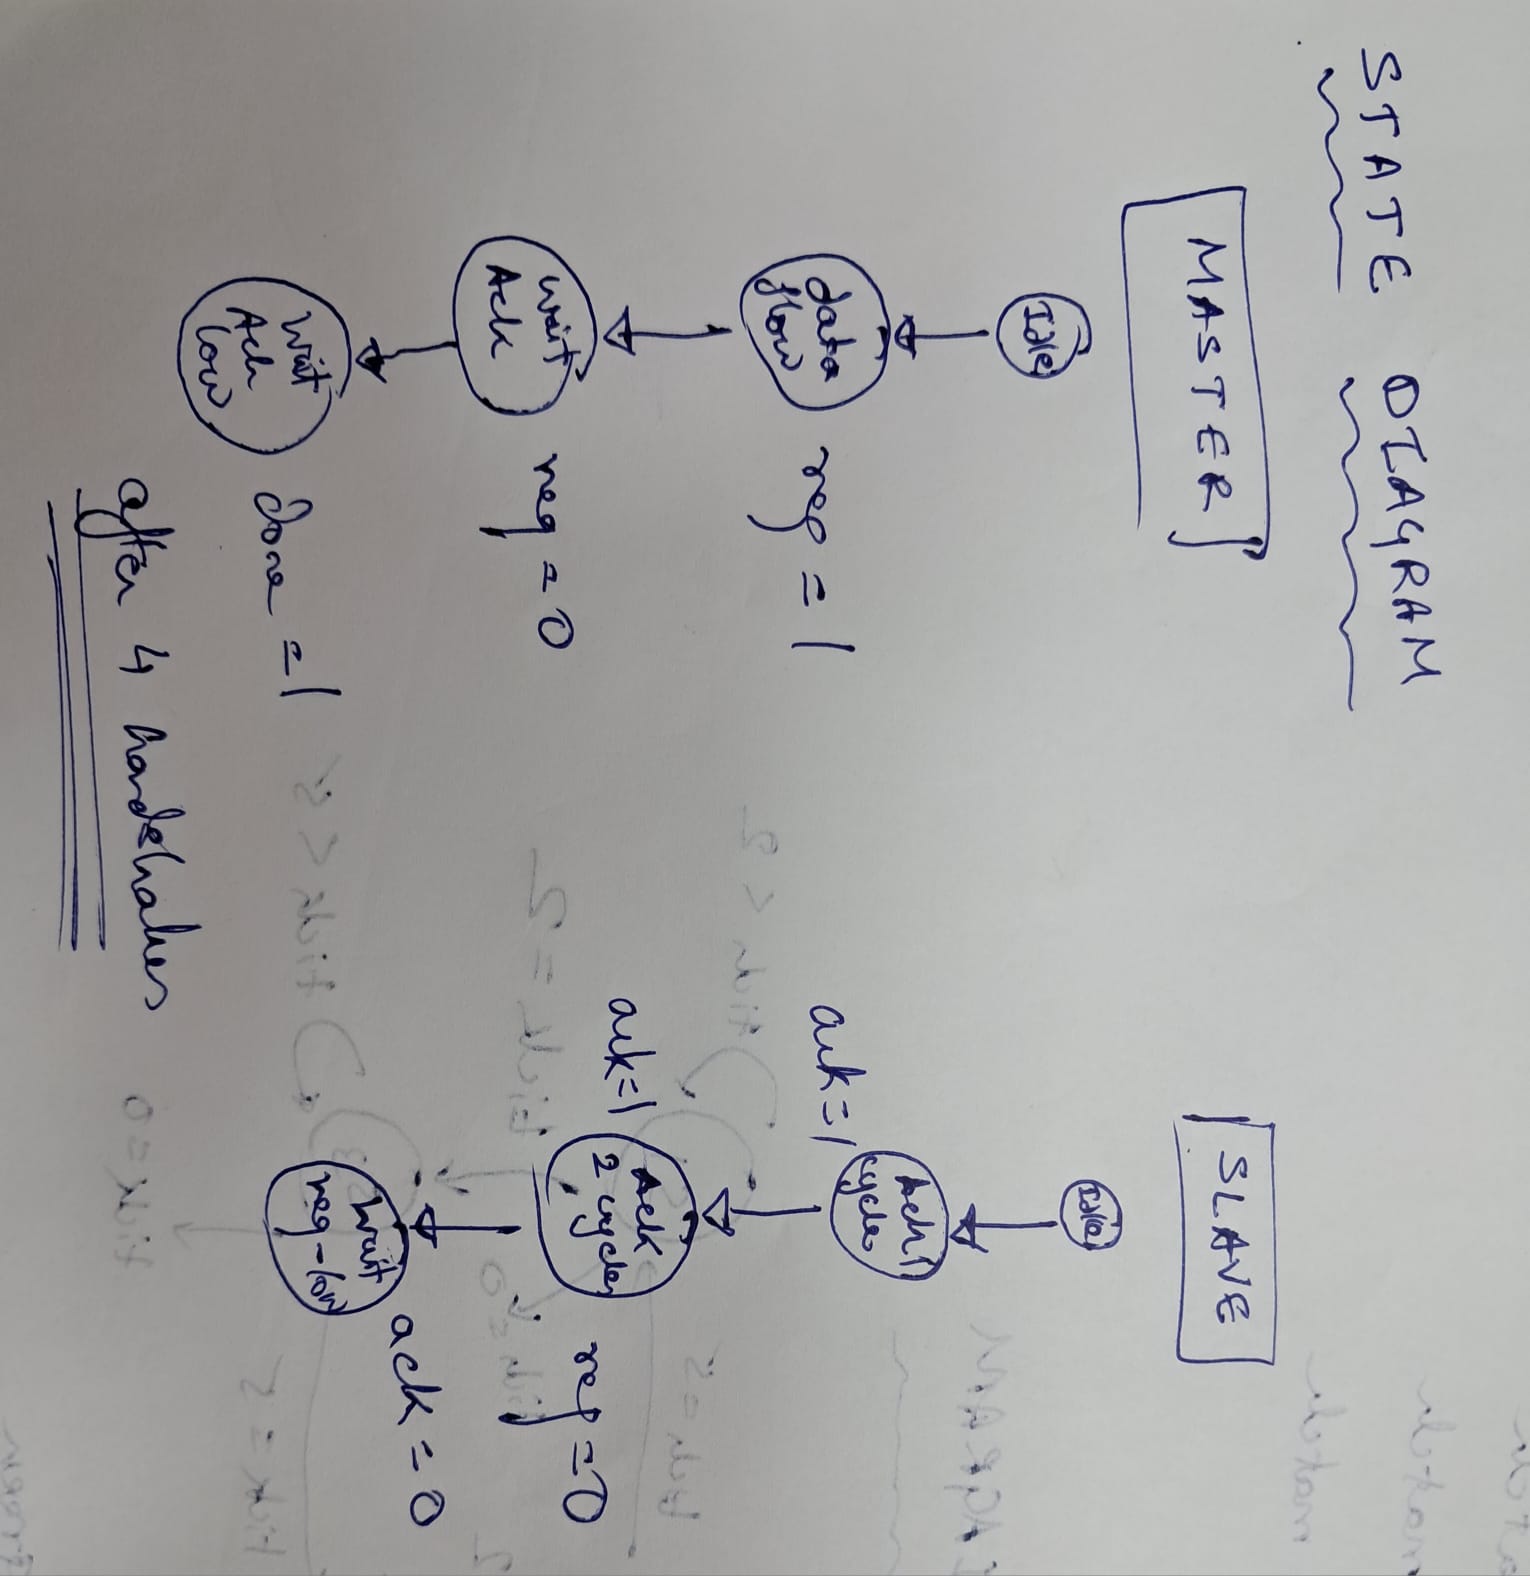 STATE DIAGRAM
MASTER
Idle
data
flow
req = 1
wait
Ack
req = 0
Wait
Ack
low
done = 1
after 4 handshakes
SLAVE
Idle
Ack 1
cycle
ack = 1
Ack
2 cycles
ack = 1
req = 0
Wait
req-low
ack = 0